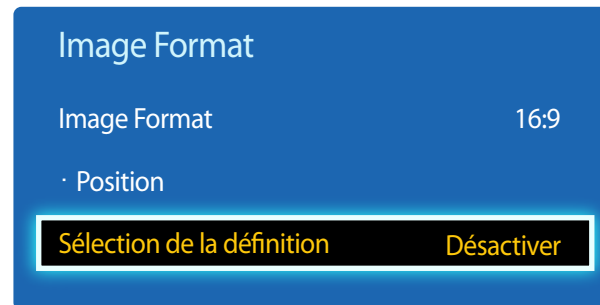 Image Format
Image Format 16:9
· Position
Sélection de la définition Désactiver